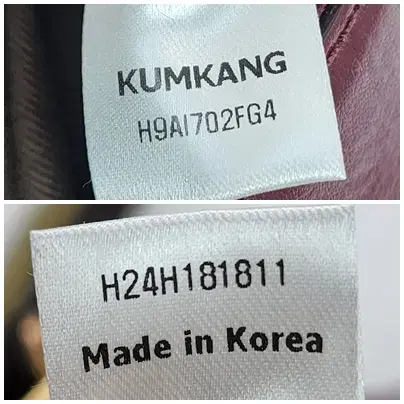 KUMKANG
H9AI702FG4
H24H181811
Made in Korea